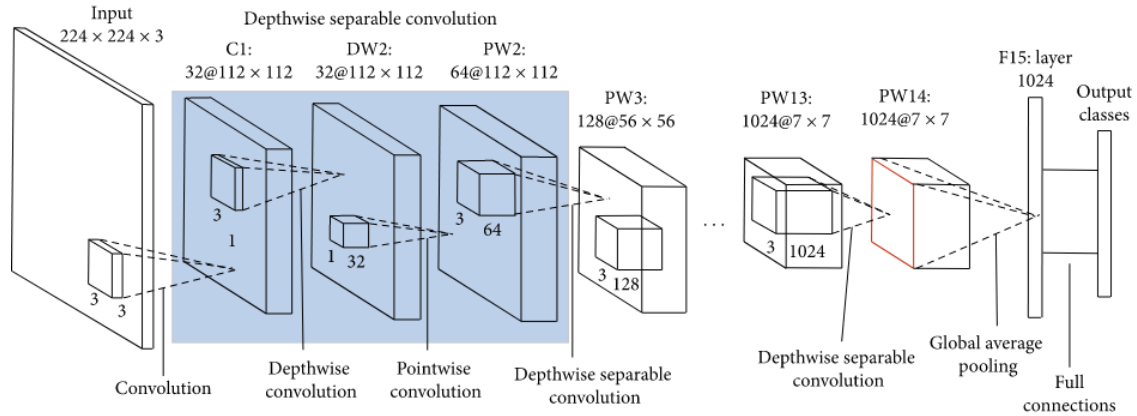 Input
224 × 224 × 3
Depthwise separable convolution
C1:
32@112 × 112
DW2:
32@112 × 112
PW2:
64@112 × 112
PW3:
128@56 × 56
PW13:
1024@7 × 7
PW14:
1024@7 × 7
F15: layer
1024
Output
classes
3
3
3
1
1
32
3
64
3
128
...
3
1024
Convolution
Depthwise
convolution
Pointwise
convolution
Depthwise separable
convolution
Depthwise separable
convolution
Global average
pooling
Full
connections